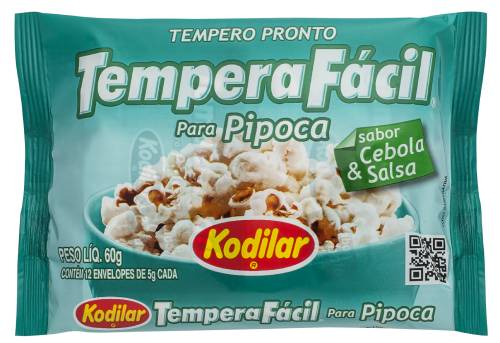 TEMPERO PRONTO
TemperaFácil
Para Pipoca
sabor
Cebola
& Salsa
Kodilar
PESO LÍQ. 60g
CONTÉM 12 ENVELOPES DE 5g CADA
Kodilar TemperaFácil Para Pipoca